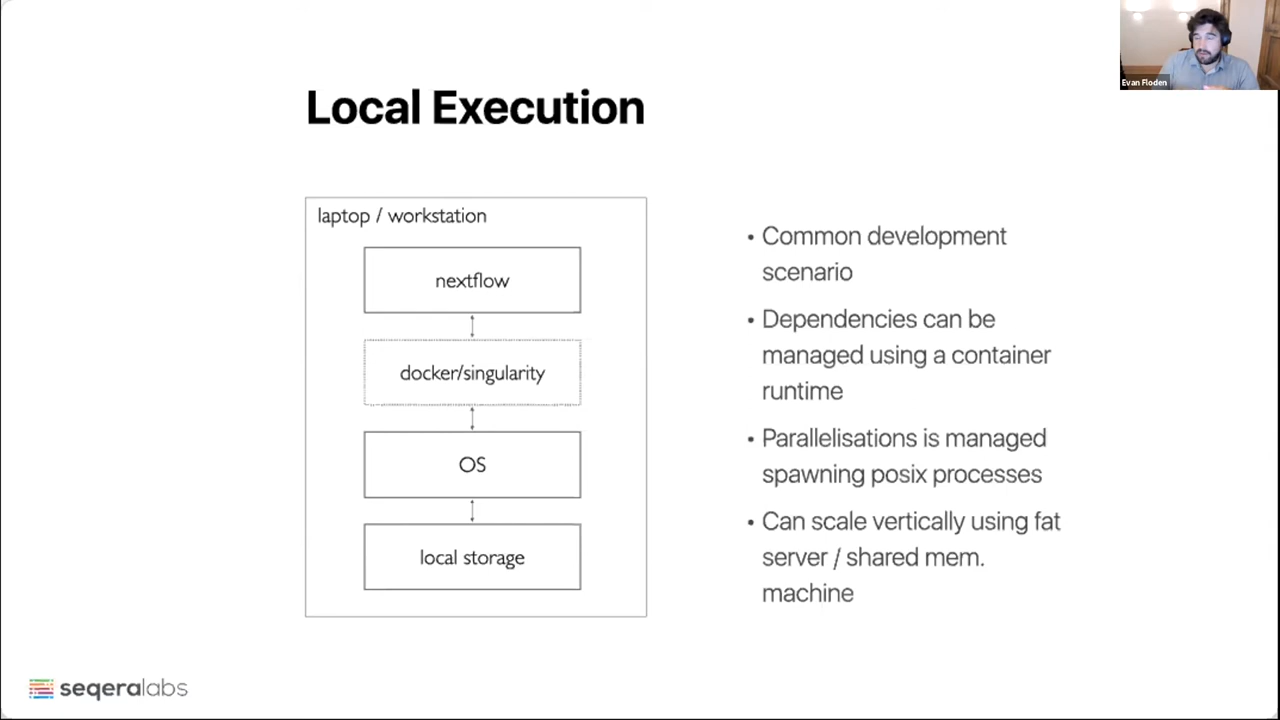 Evan Floden
Local Execution
laptop / workstation
nextflow
docker/singularity
OS
local storage
• Common development
scenario
• Dependencies can be
managed using a container
runtime
• Parallelisations is managed
spawning posix processes
• Can scale vertically using fat
server / shared mem.
machine
seqeralabs